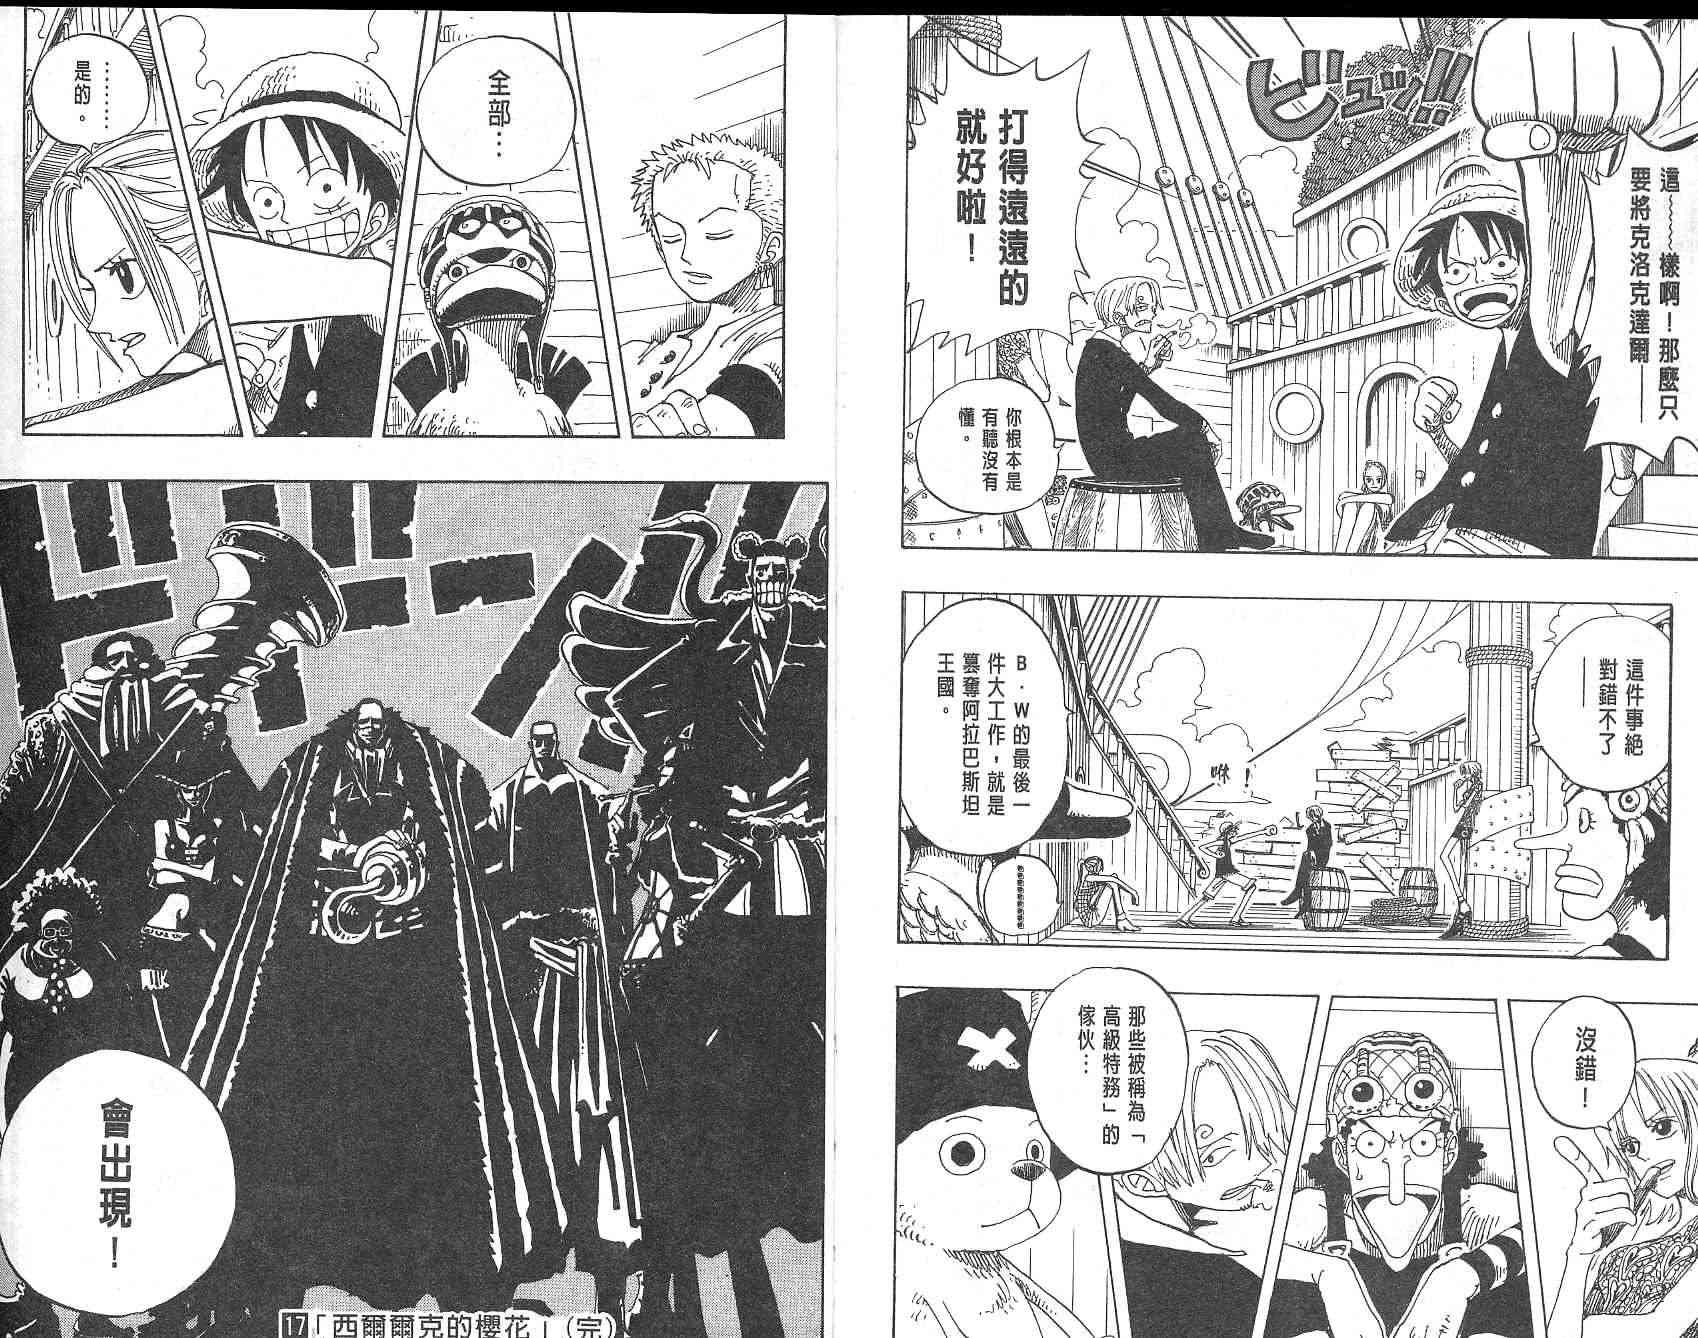 ビュッ!!
這~~~~樣啊!那麼只
要將克洛克達爾——
打得遠遠的
就好啦!
你根本是
有聽沒有
懂。
這件事絕
對錯不了
——
咻!
B·W的最後一
件大工作,就是
篡奪阿拉巴斯坦
王國。
沒錯!
那些被稱為「
高級特務」的
傢伙…
全部…
………
是的。
ドドーン
會出現!
17「西爾爾克的櫻花」(完)